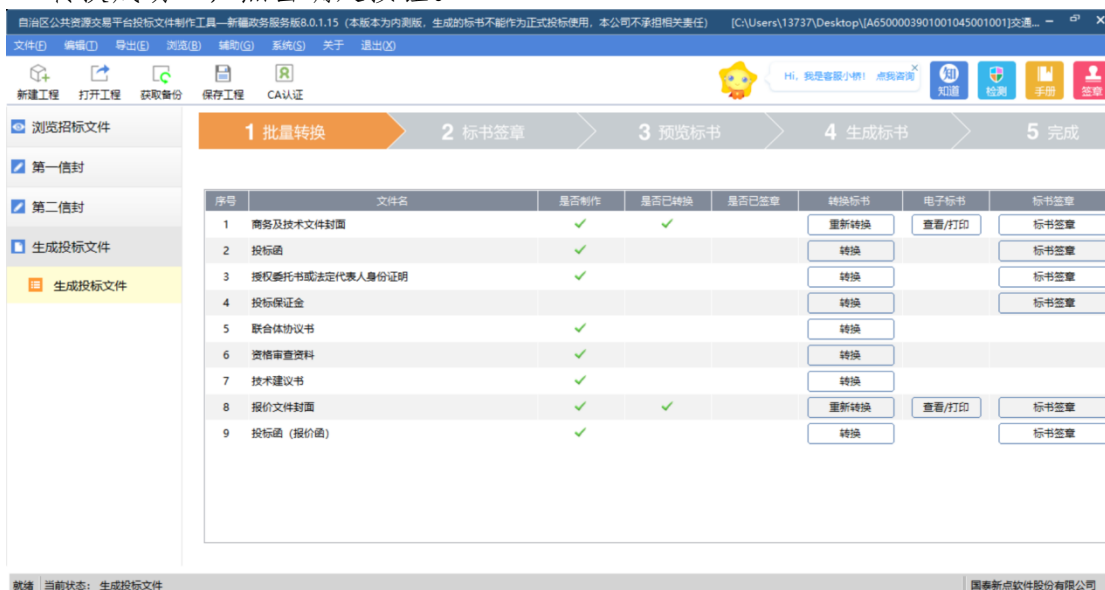 自治区公共资源交易平台投标文件制作工具—新疆政务服务版8.0.1.15（本版本为内测版，生成的标书不能作为正式投标使用，本公司不承担相关责任） [C:\Users\13737\Desktop\[A6500003901001045001001]交通...
文件(F) 编辑(T) 导出(E) 浏览(B) 辅助(G) 系统(S) 关于 退出(X)
新建工程 打开工程 获取备份 保存工程 CA认证 Hi，我是客服小桥！ 点我咨询 知 知道 检测 手册 签章
浏览招标文件
第一信封
第二信封
生成投标文件
生成投标文件
1 批量转换 2 标书签章 3 预览标书 4 生成标书 5 完成
序号 文件名 是否制作 是否已转换 是否已签章 转换标书 电子标书 标书签章
1 商务及技术文件封面 重新转换 查看/打印 标书签章
2 投标函 转换 标书签章
3 授权委托书或法定代表人身份证明 转换 标书签章
4 投标保证金 转换 标书签章
5 联合体协议书 转换
6 资格审查资料 转换
7 技术建议书 转换
8 报价文件封面 重新转换 查看/打印 标书签章
9 投标函（报价函） 转换 标书签章
就绪 当前状态：生成投标文件 国泰新点软件股份有限公司